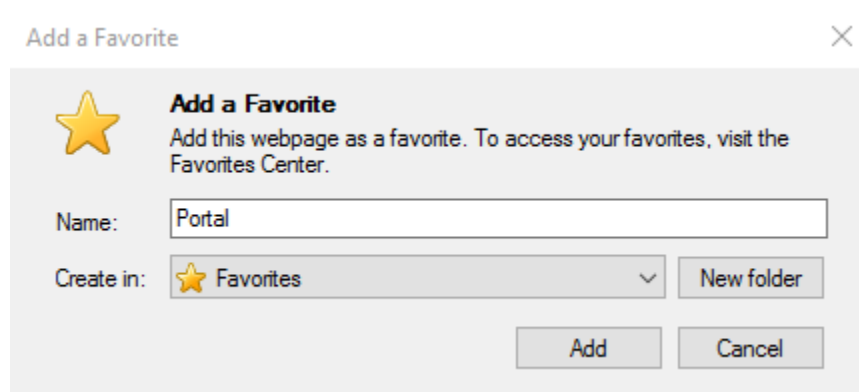 Add a Favorite
Add a Favorite
Add this webpage as a favorite. To access your favorites, visit the
Favorites Center.
Name: Portal
Create in: Favorites New folder
Add Cancel